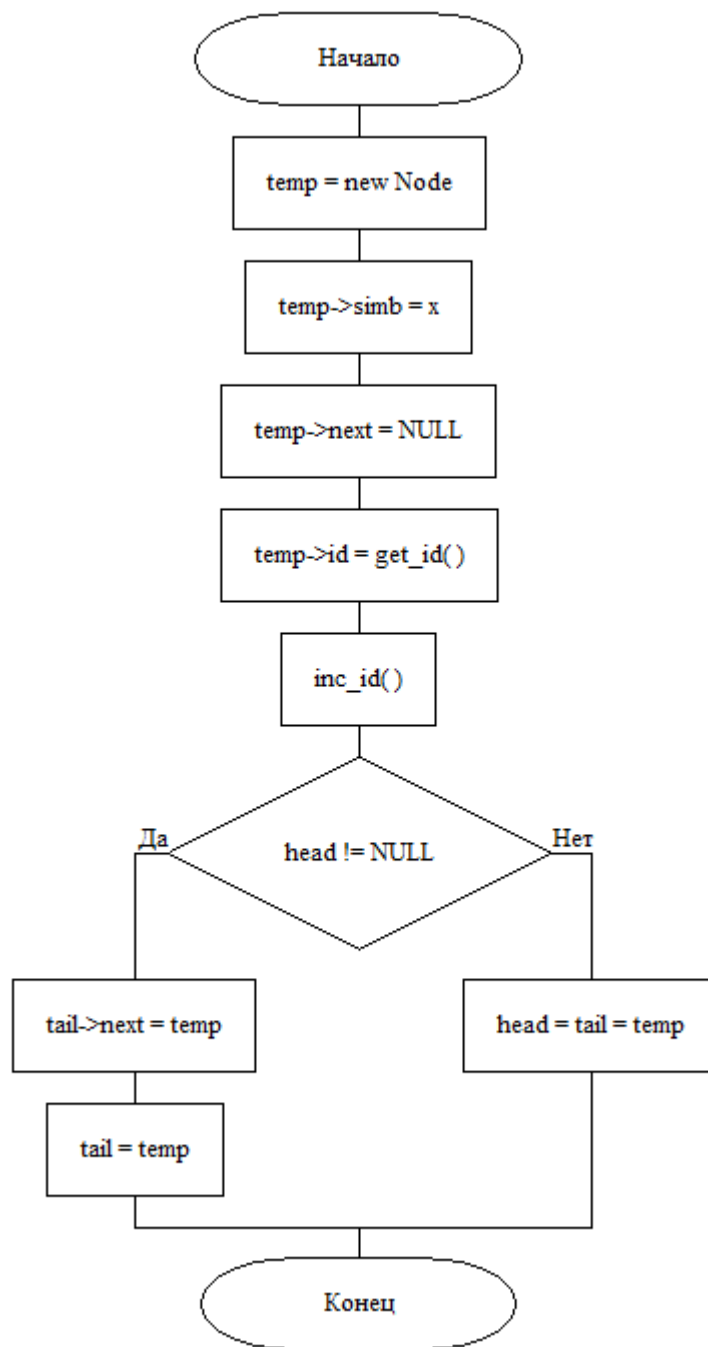 Начало
temp = new Node
temp->simb = x
temp->next = NULL
temp->id = get_id( )
inc_id( )
Да
head != NULL
Нет
tail->next = temp
head = tail = temp
tail = temp
Конец